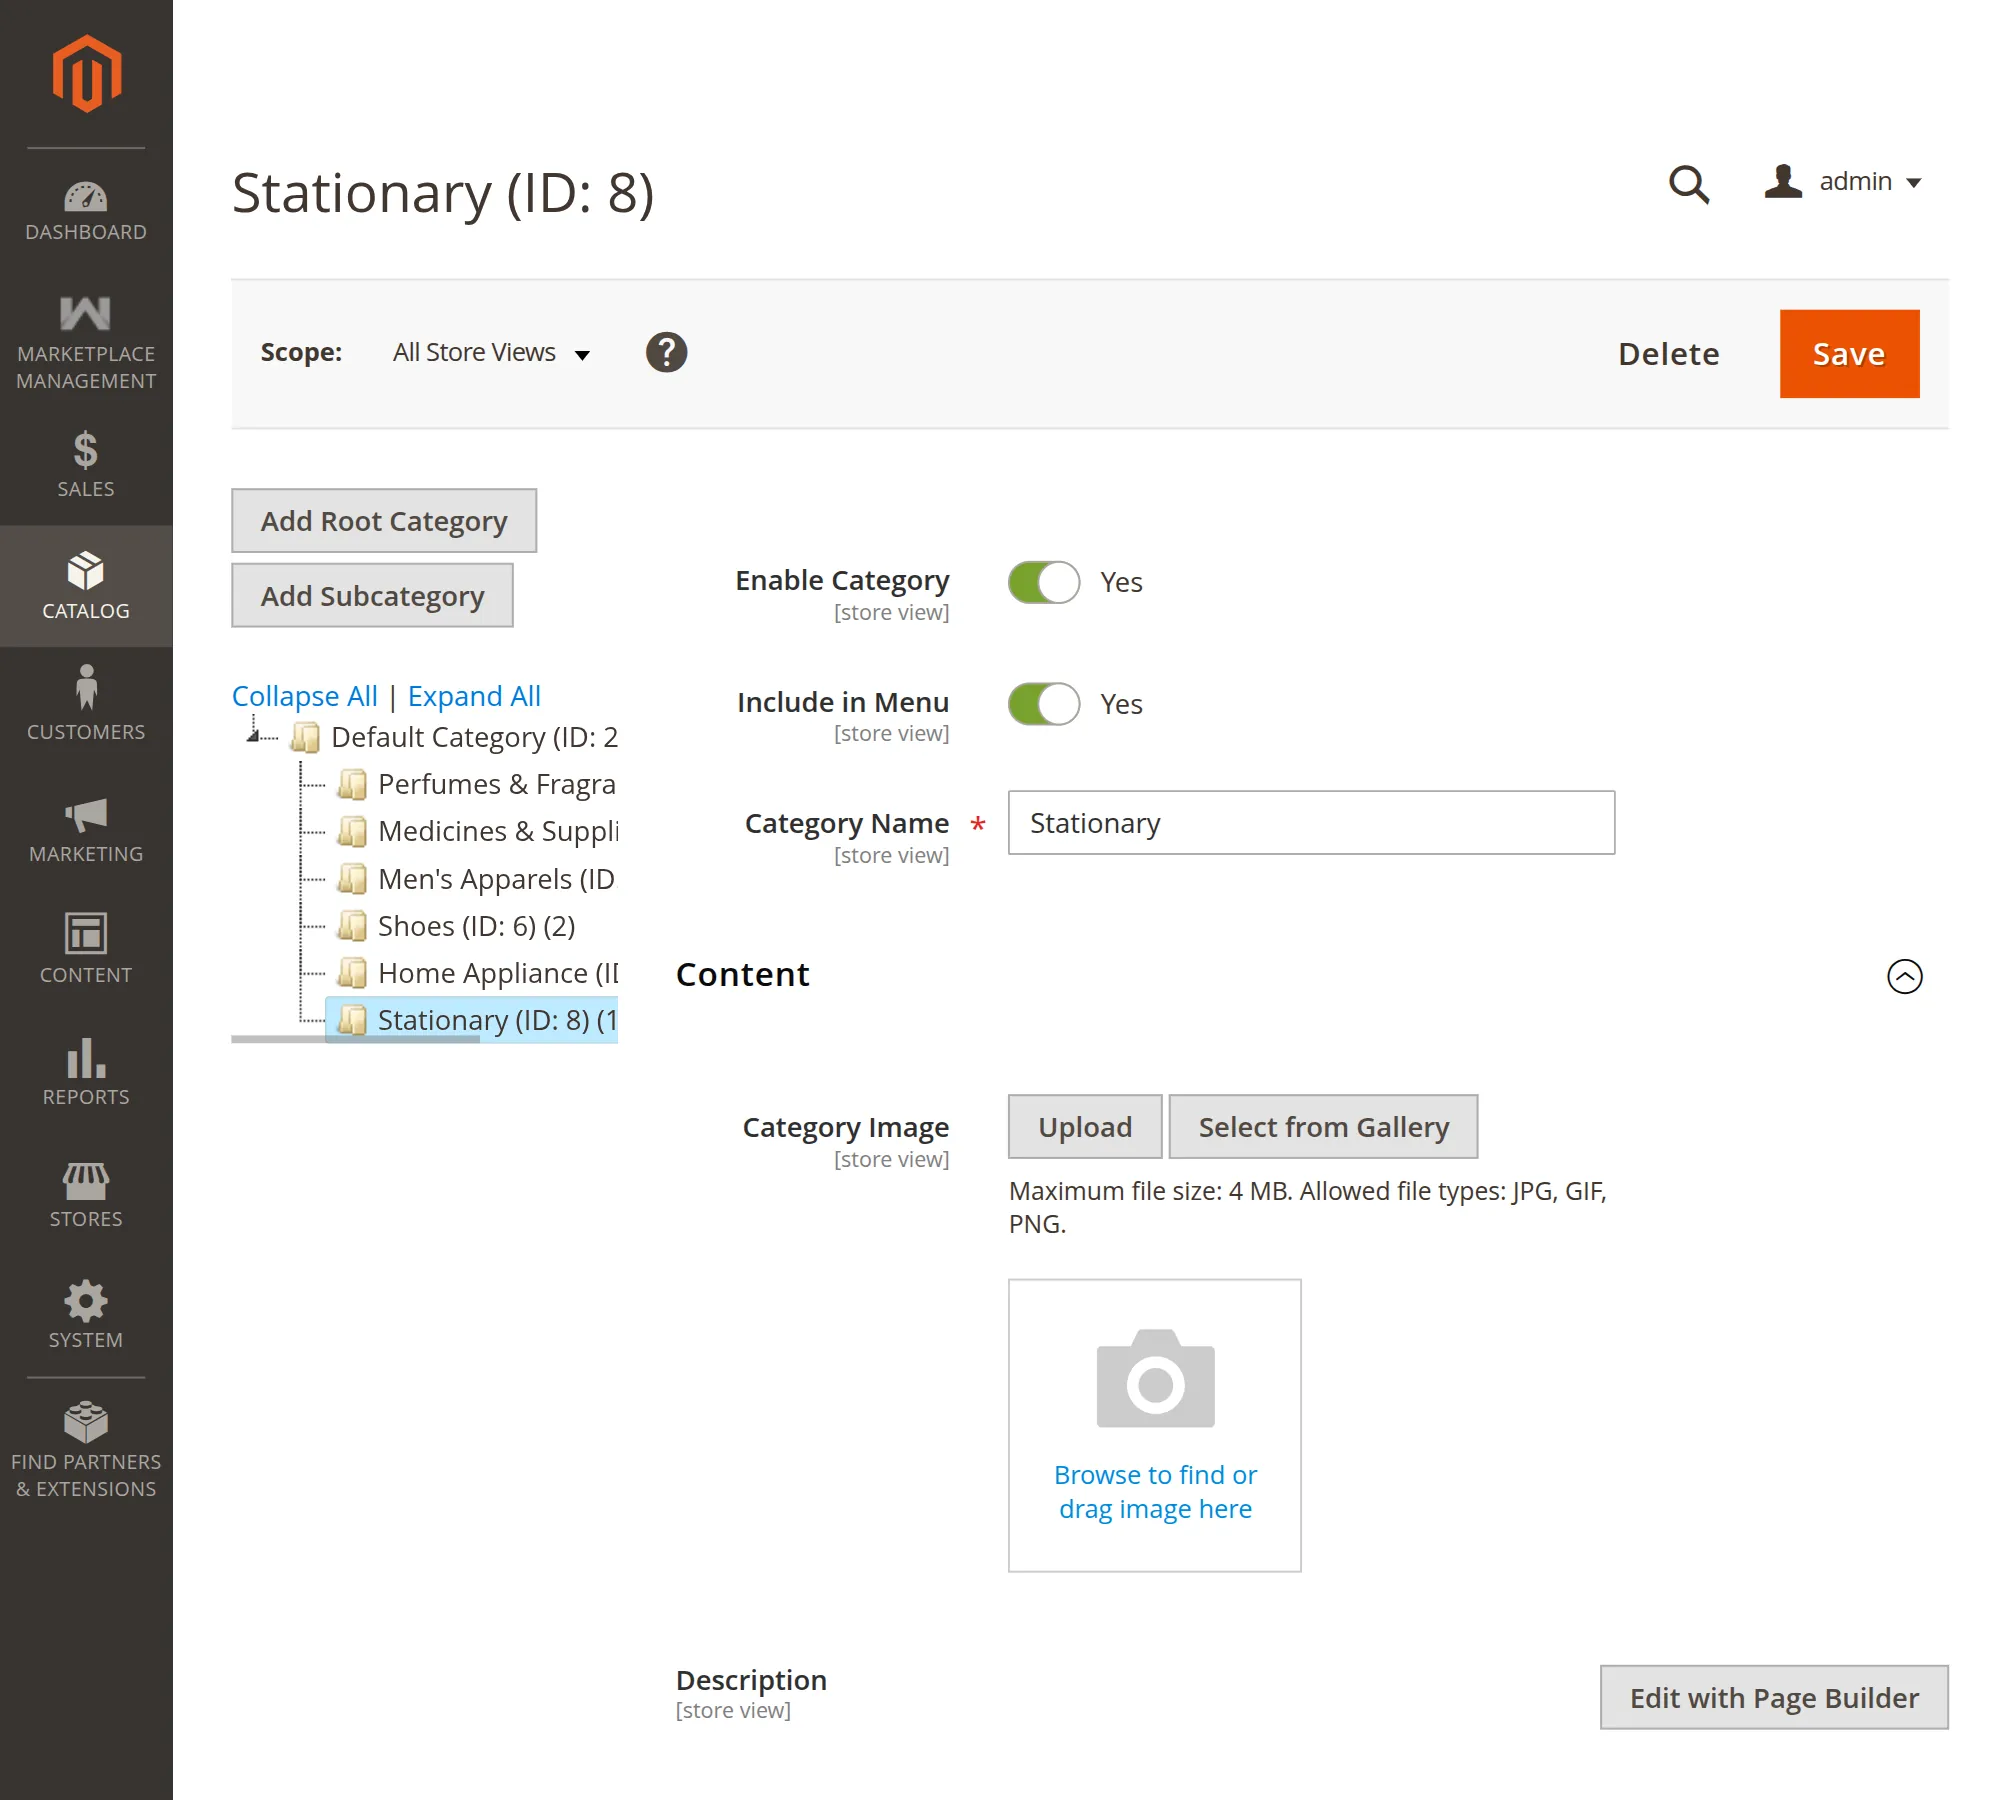 DASHBOARD
MARKETPLACE
MANAGEMENT
SALES
CATALOG
CUSTOMERS
MARKETING
CONTENT
REPORTS
STORES
SYSTEM
FIND PARTNERS
& EXTENSIONS
Stationary (ID: 8)
admin
Scope: All Store Views ?
Delete Save
Add Root Category
Add Subcategory
Collapse All | Expand All
Default Category (ID: 2
Perfumes & Fragra
Medicines & Suppli
Men's Apparels (ID
Shoes (ID: 6) (2)
Home Appliance (ID
Stationary (ID: 8) (1
Enable Category Yes
[store view]
Include in Menu Yes
[store view]
Category Name * Stationary
[store view]
Content
Category Image Upload Select from Gallery
[store view]
Maximum file size: 4 MB. Allowed file types: JPG, GIF,
PNG.
Browse to find or
drag image here
Description
[store view]
Edit with Page Builder